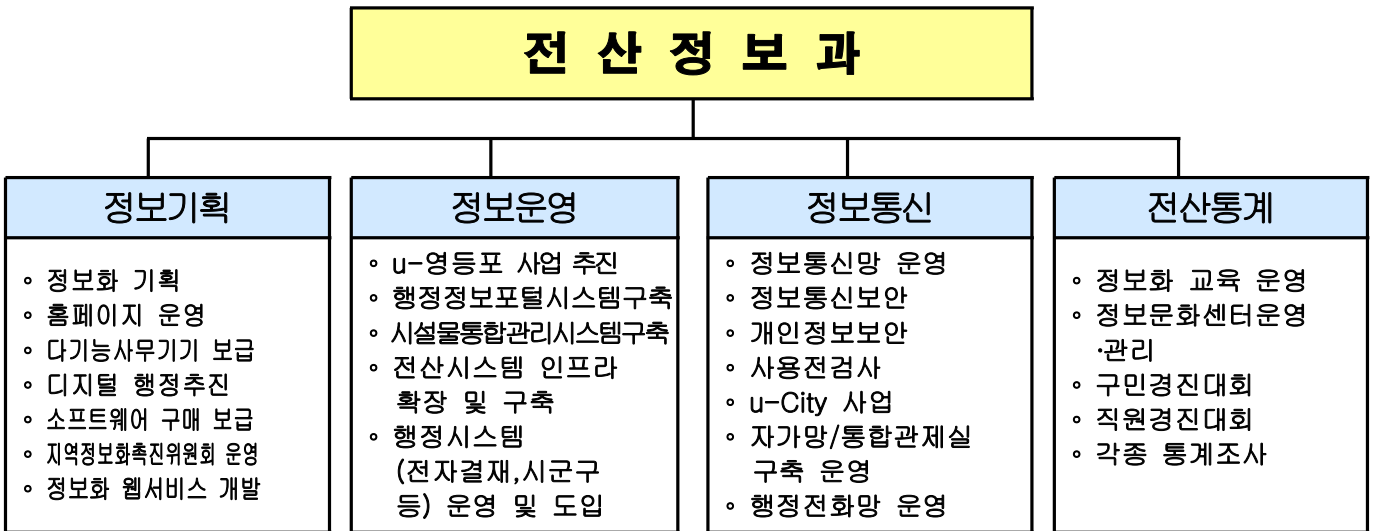 전 산 정 보 과
정보기획
◦ 정보화 기획
◦ 홈페이지 운영
◦ 다기능사무기기 보급
◦ 디지털 행정추진
◦ 소프트웨어 구매 보급
◦ 지역정보화촉진위원회 운영
◦ 정보화 웹서비스 개발
정보운영
◦ u-영등포 사업 추진
◦ 행정정보포털시스템구축
◦ 시설물통합관리시스템구축
◦ 전산시스템 인프라
확장 및 구축
◦ 행정시스템
(전자결재,시군구
등) 운영 및 도입
정보통신
◦ 정보통신망 운영
◦ 정보통신보안
◦ 개인정보보안
◦ 사용전검사
◦ u-City 사업
◦ 자가망/통합관제실
구축 운영
◦ 행정전화망 운영
전산통계
◦ 정보화 교육 운영
◦ 정보문화센터운영
·관리
◦ 구민경진대회
◦ 직원경진대회
◦ 각종 통계조사